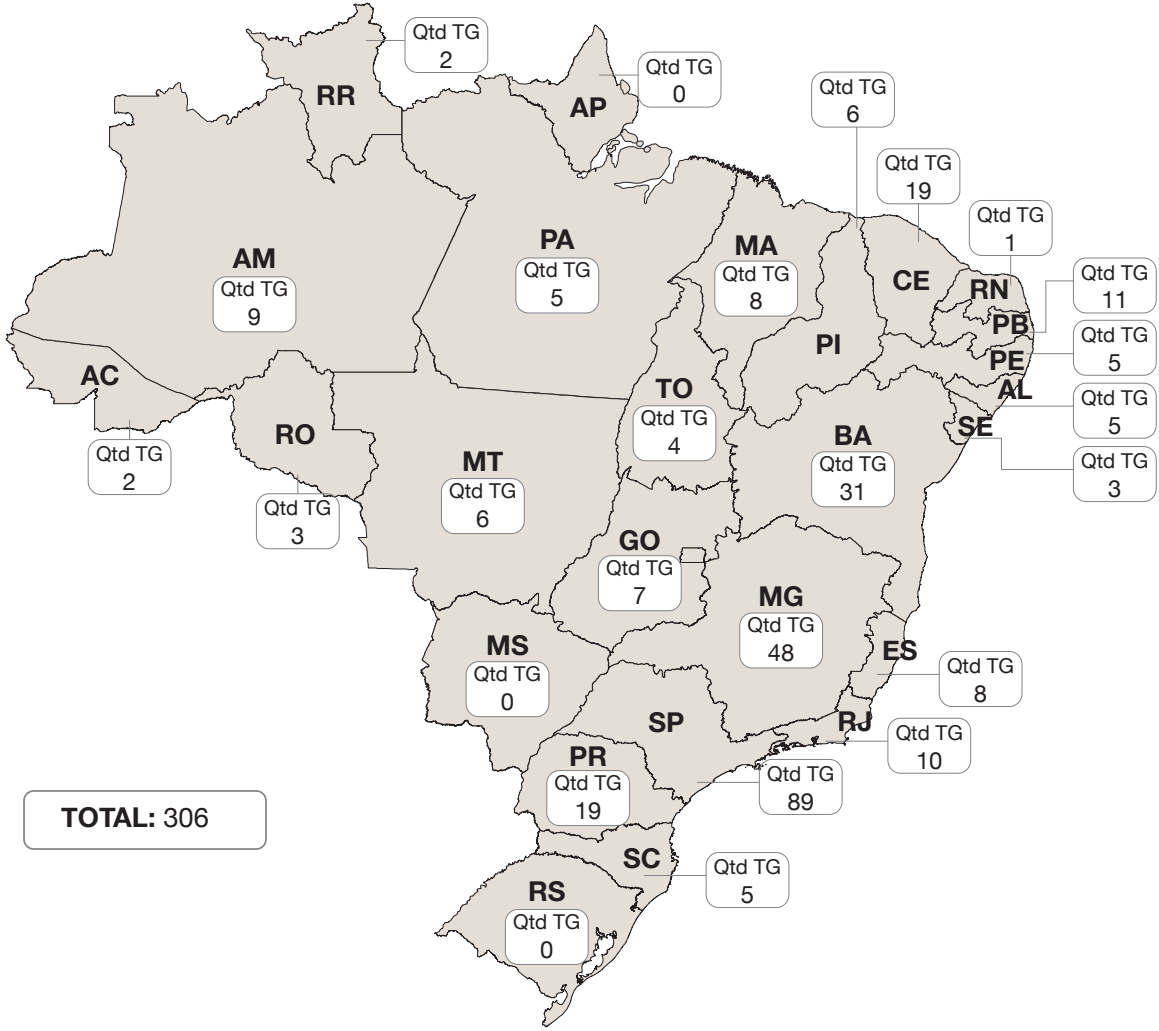 Qtd TG
2
RR
Qtd TG
0
AP
Qtd TG
6
Qtd TG
19
Qtd TG
1
AM
Qtd TG
9
PA
Qtd TG
5
MA
Qtd TG
8
CE
RN
Qtd TG
11
PB
PI
PE
Qtd TG
5
AC
Qtd TG
2
RO
Qtd TG
3
MT
Qtd TG
6
TO
Qtd TG
4
BA
Qtd TG
31
AL
Qtd TG
5
SE
Qtd TG
3
GO
Qtd TG
7
MG
Qtd TG
48
MS
Qtd TG
0
ES
Qtd TG
8
SP
RJ
Qtd TG
10
PR
Qtd TG
19
Qtd TG
89
TOTAL: 306
SC
Qtd TG
5
RS
Qtd TG
0